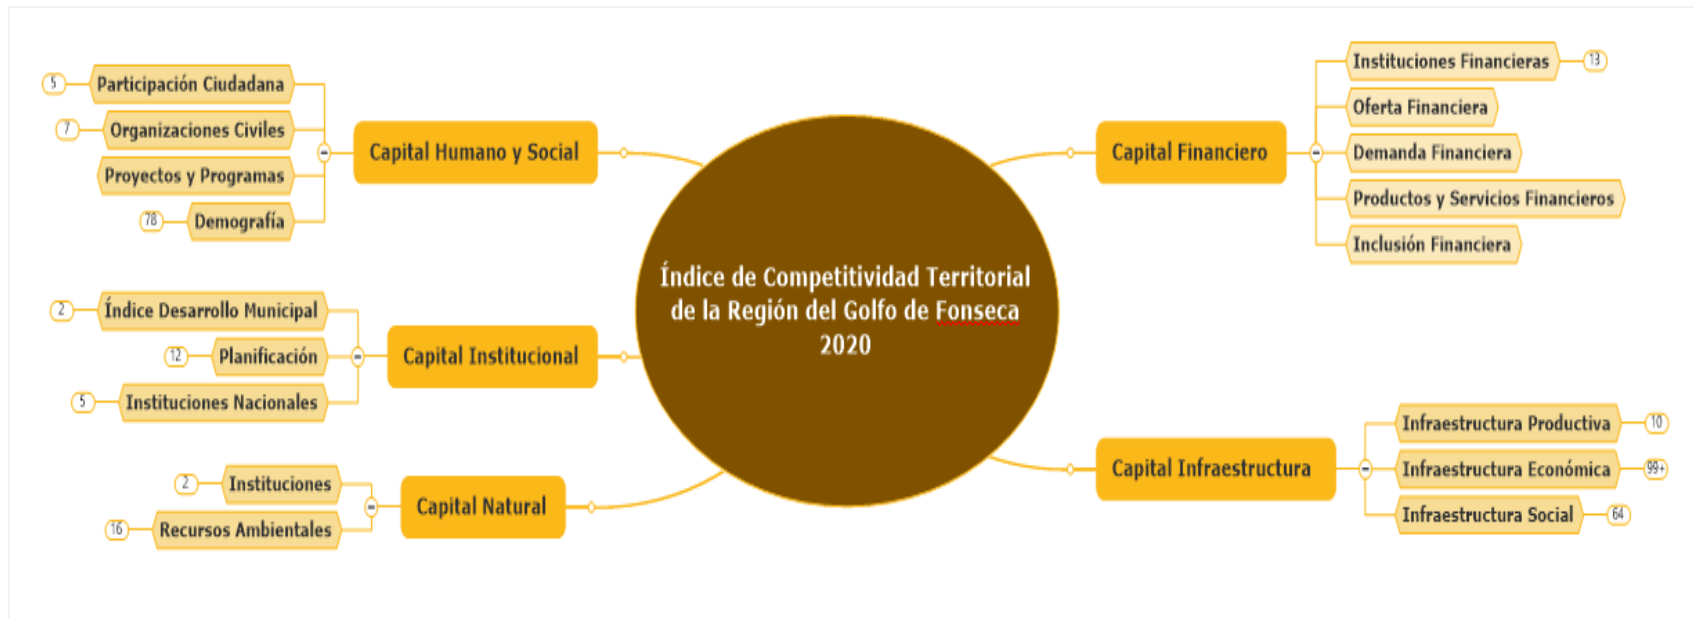 Participación Ciudadana
5
Organizaciones Civiles
7
Proyectos y Programas
Demografía
78
Capital Humano y Social
Índice Desarrollo Municipal
2
Planificación
12
Instituciones Nacionales
5
Capital Institucional
Instituciones
2
Recursos Ambientales
16
Capital Natural
Índice de Competitividad Territorial
de la Región del Golfo de Fonseca
2020
Capital Financiero
Instituciones Financieras
13
Oferta Financiera
Demanda Financiera
Productos y Servicios Financieros
Inclusión Financiera
Capital Infraestructura
Infraestructura Productiva
10
Infraestructura Económica
99+
Infraestructura Social
64